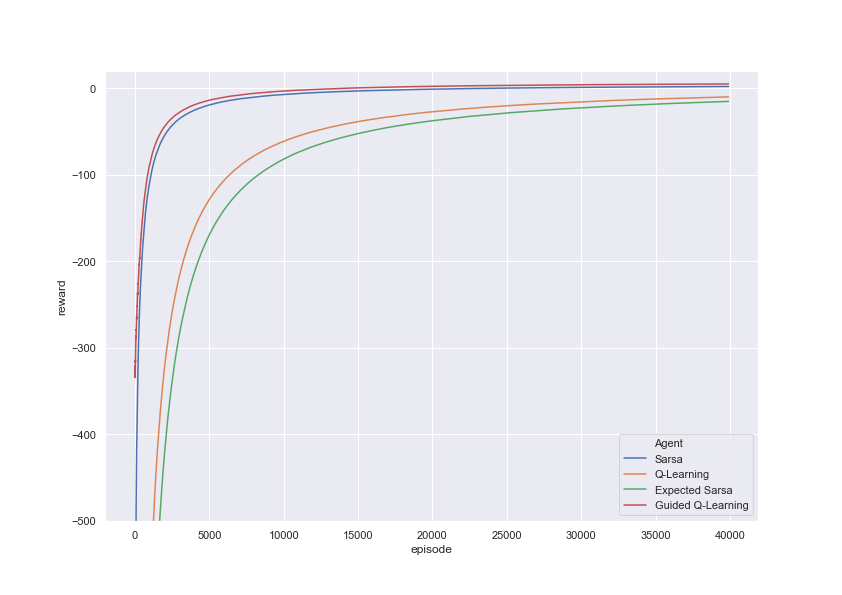 0
−100
−200
−300
−400
−500
reward
0
5000
10000
15000
20000
25000
30000
35000
40000
episode
Agent
Sarsa
Q-Learning
Expected Sarsa
Guided Q-Learning